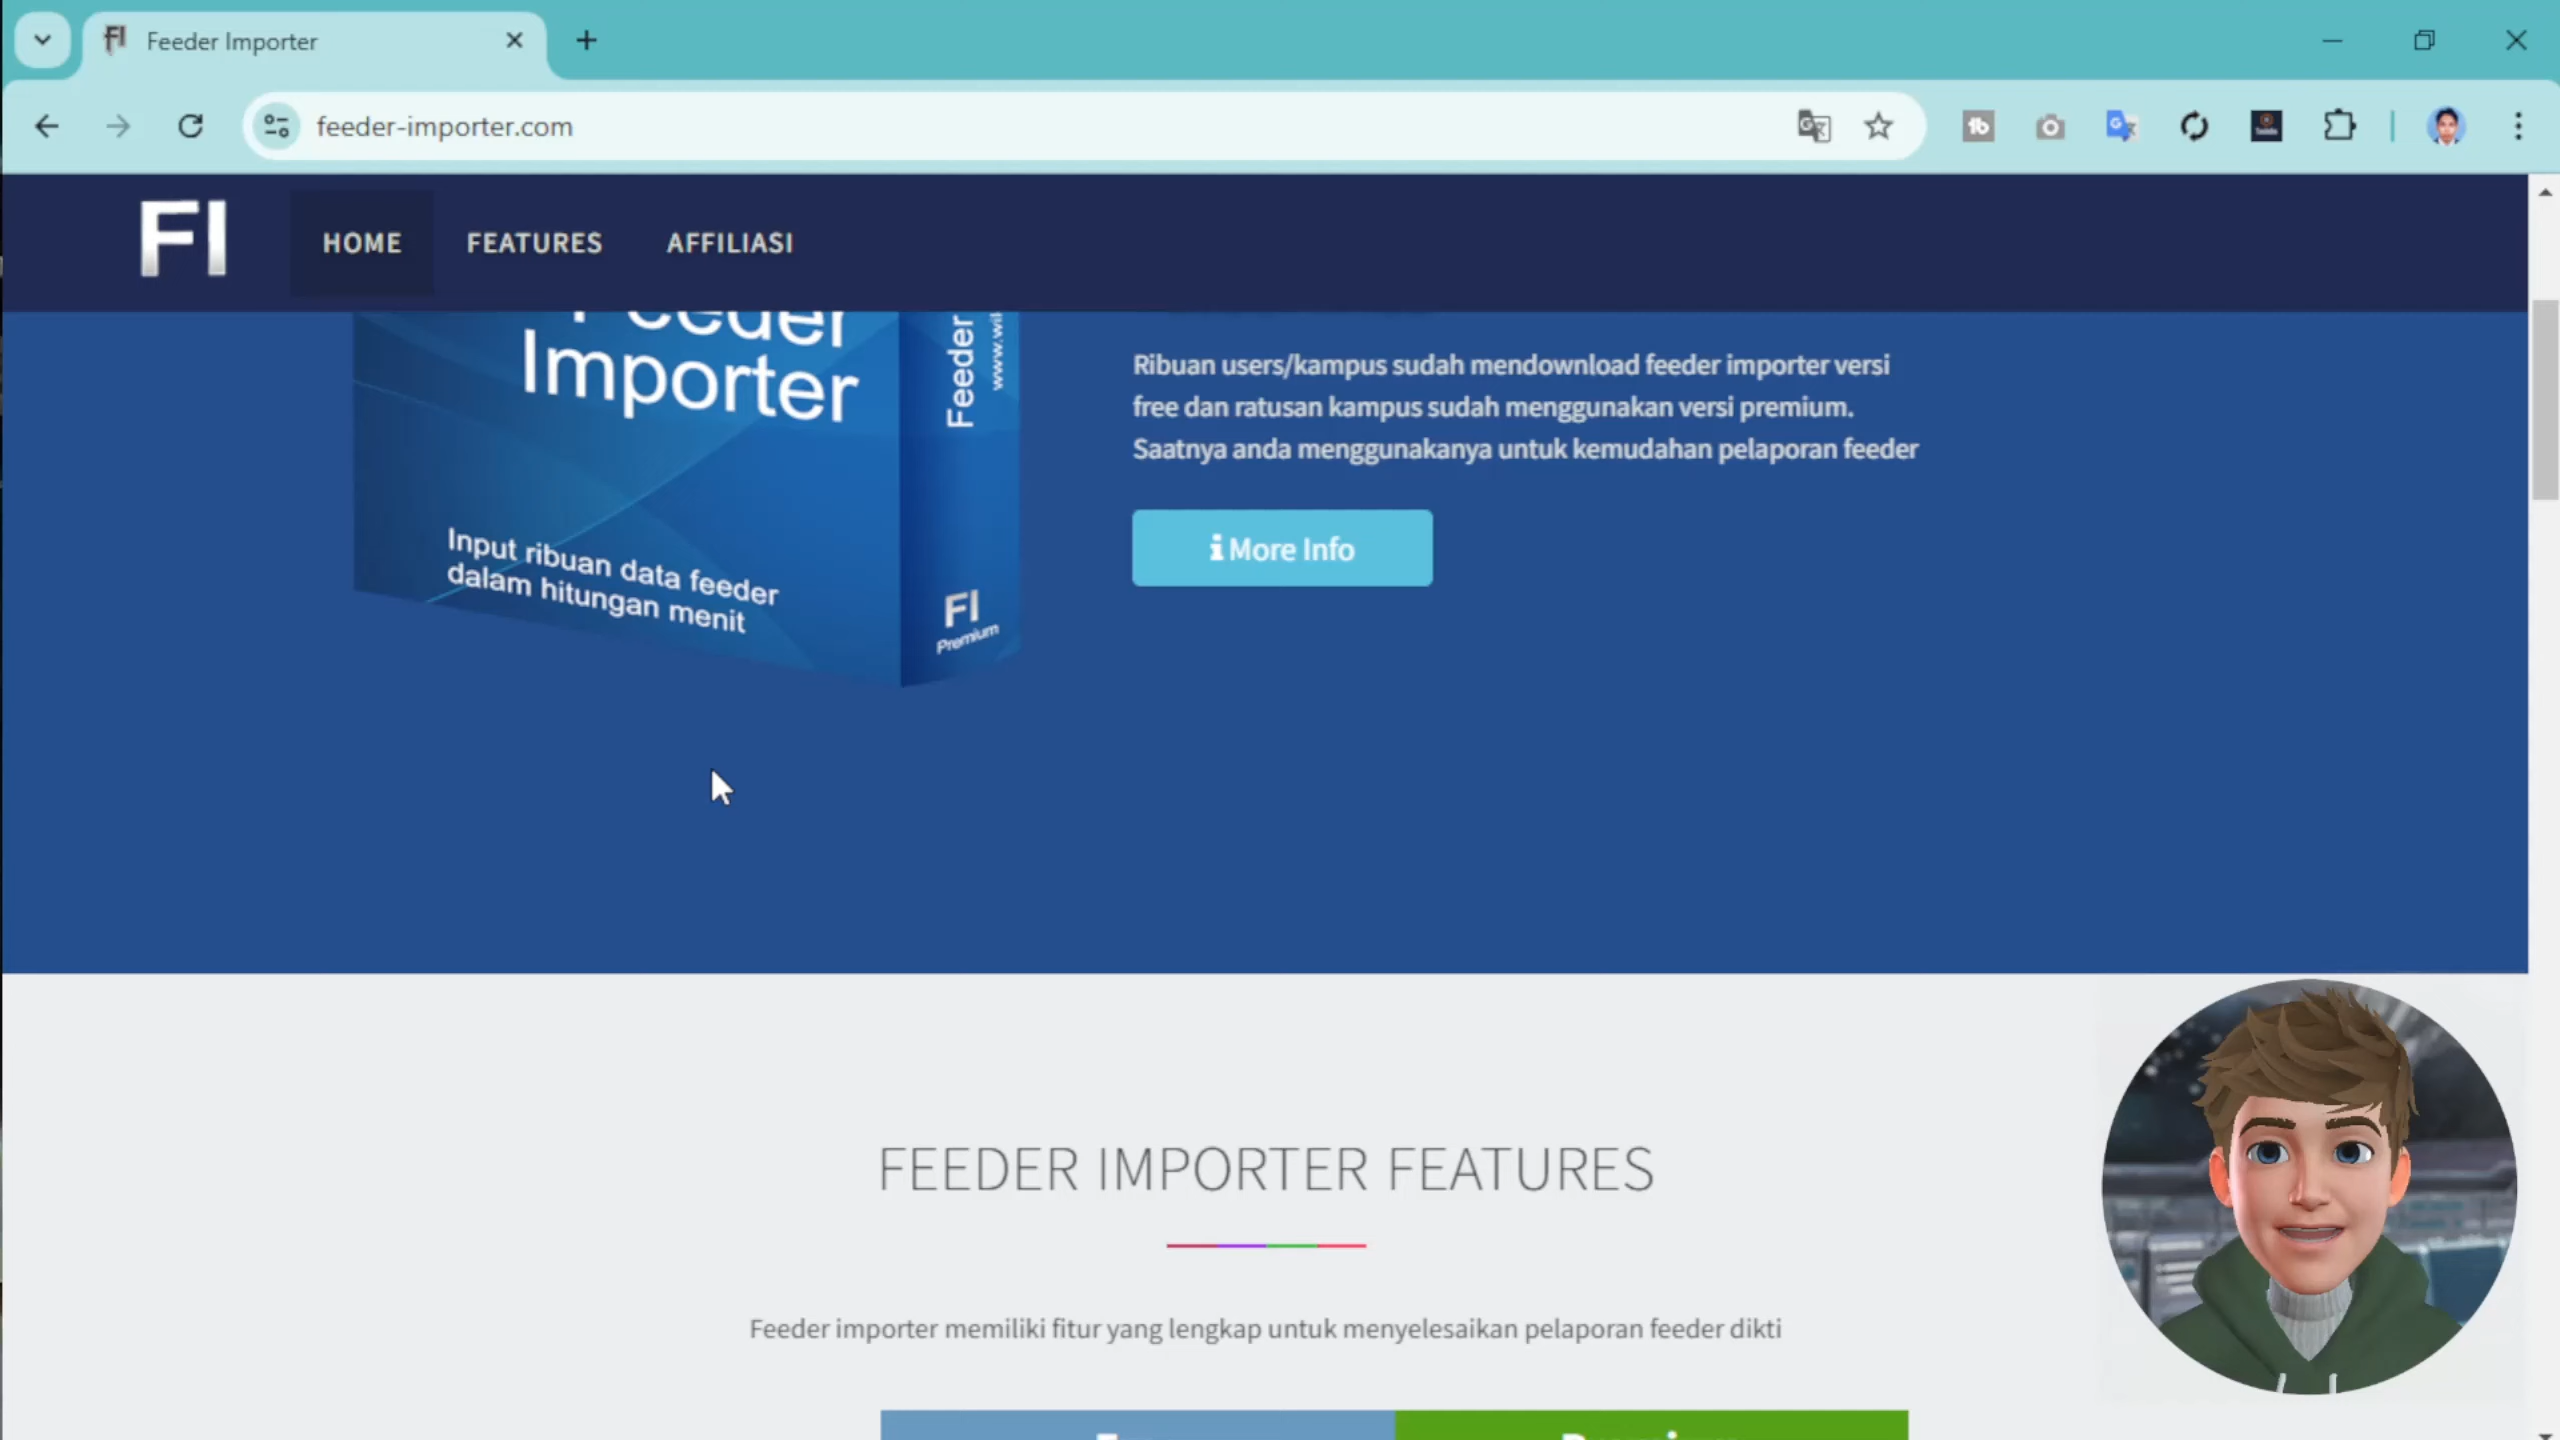 Feeder Importer
feeder-importer.com
FI
HOME
FEATURES
AFFILIASI
Feeder
Importer
Feeder
Input ribuan data feeder
dalam hitungan menit
FI
Premium
Ribuan users/kampus sudah mendownload feeder importer versi
free dan ratusan kampus sudah menggunakan versi premium.
Saatnya anda menggunakanya untuk kemudahan pelaporan feeder
More Info
FEEDER IMPORTER FEATURES
Feeder importer memiliki fitur yang lengkap untuk menyelesaikan pelaporan feeder dikti